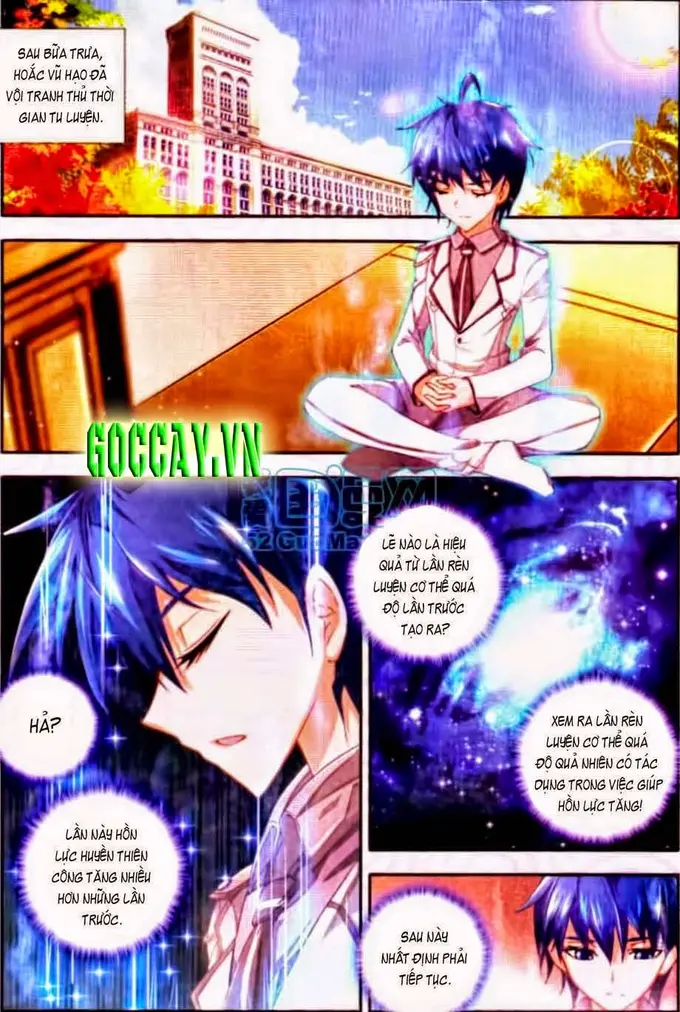 SAU BỮA TRƯA,
HOẮC VŨ HẠO ĐÃ
VỘI TRANH THỦ THỜI
GIAN TU LUYỆN.
GOCCAY.VN
LẼ NÀO LÀ HIỆU
QUẢ TỪ LẦN RÈN
LUYỆN CƠ THỂ QUÁ
ĐỘ LẦN TRƯỚC
TẠO RA?
HẢ?
XEM RA LẦN RÈN
LUYỆN CƠ THỂ QUÁ
ĐỘ QUẢ NHIÊN CÓ TÁC
DỤNG TRONG VIỆC GIÚP
HỒN LỰC TĂNG!
LẦN NÀY HỒN
LỰC HUYỀN THIÊN
CÔNG TĂNG NHIỀU
HƠN NHỮNG LẦN
TRƯỚC.
SAU NÀY
NHẤT ĐỊNH PHẢI
TIẾP TỤC.